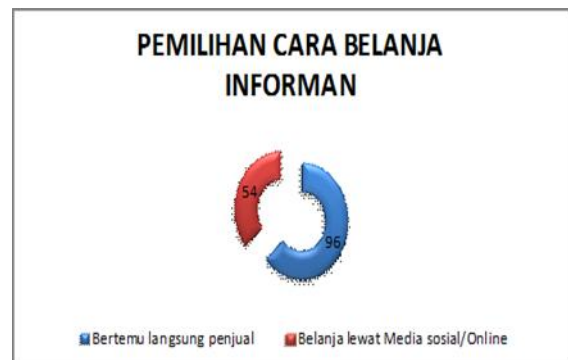 PEMILIHAN CARA BELANJA
INFORMAN
54
96
Bertemu langsung penjual
Belanja lewat Media sosial/Online